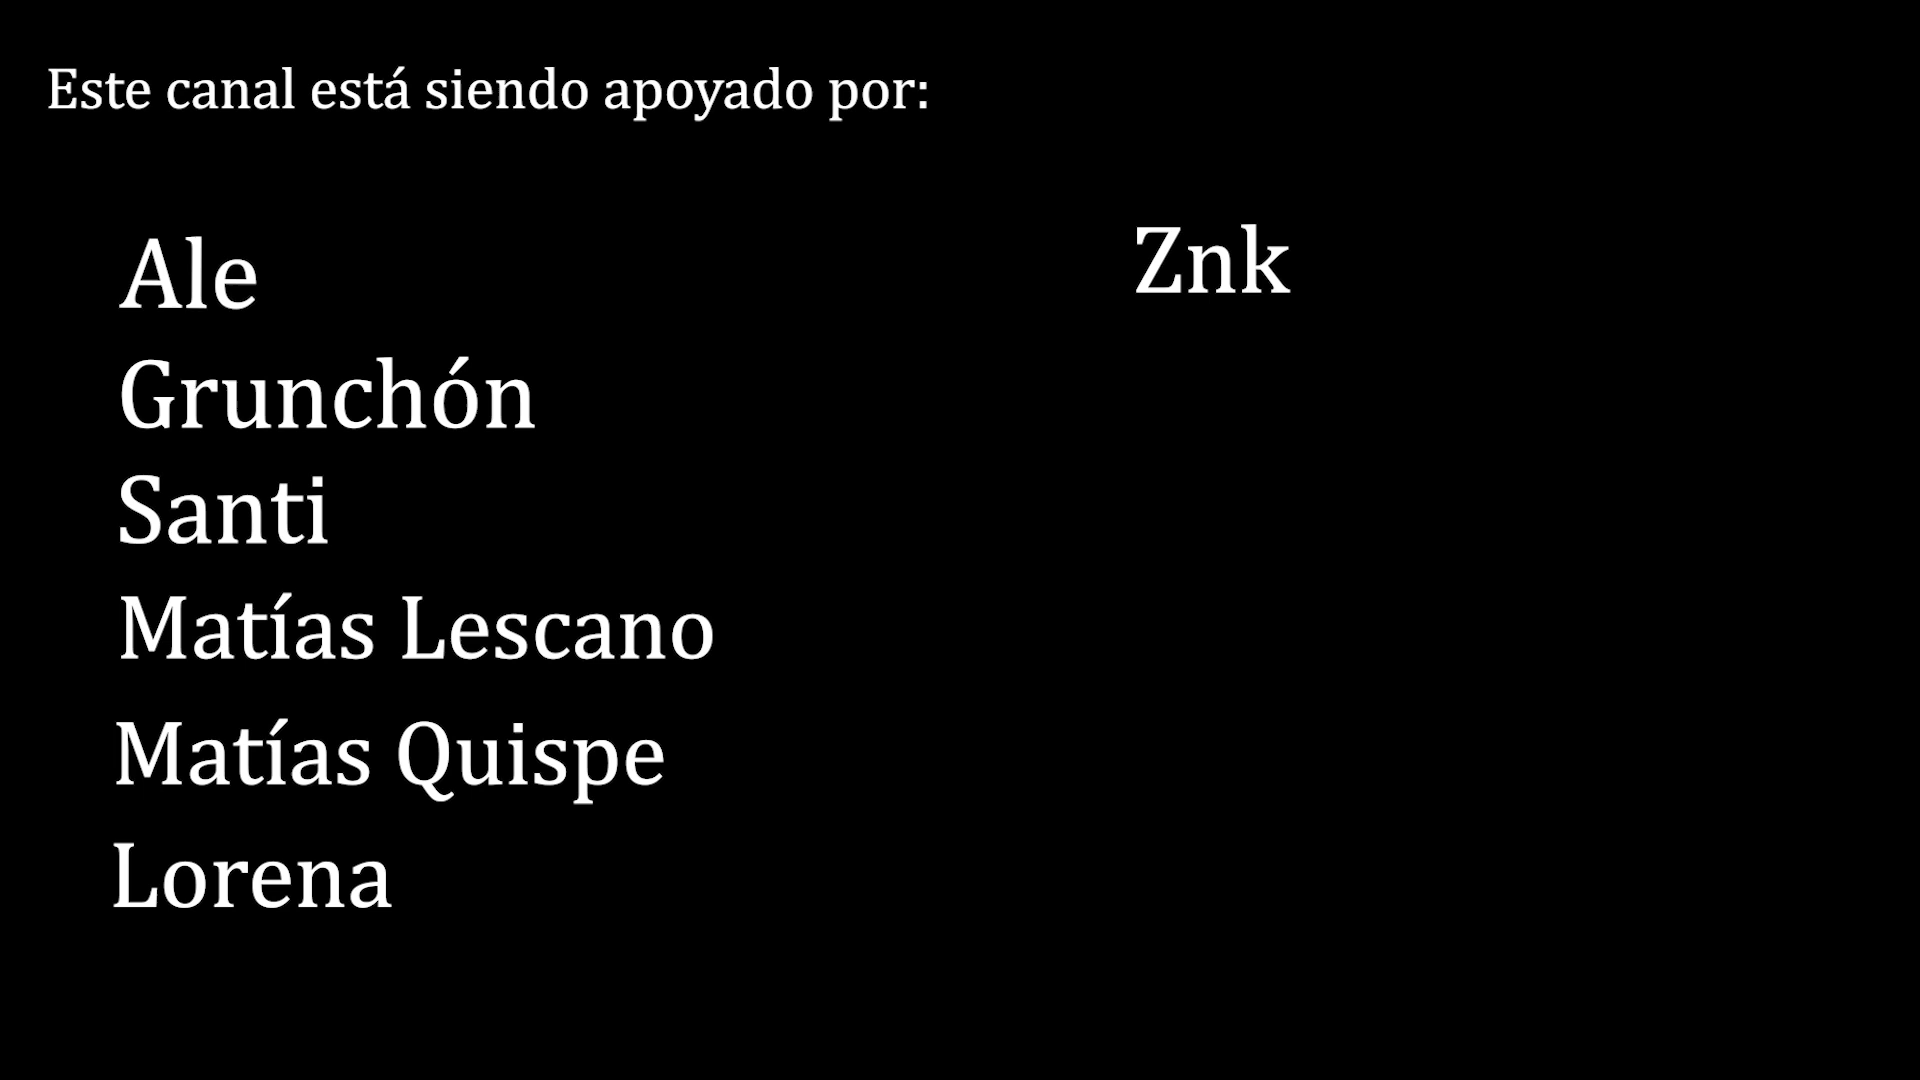 Este canal está siendo apoyado por:
Ale
Grunchón
Santi
Matías Lescano
Matías Quispe
Lorena
Znk